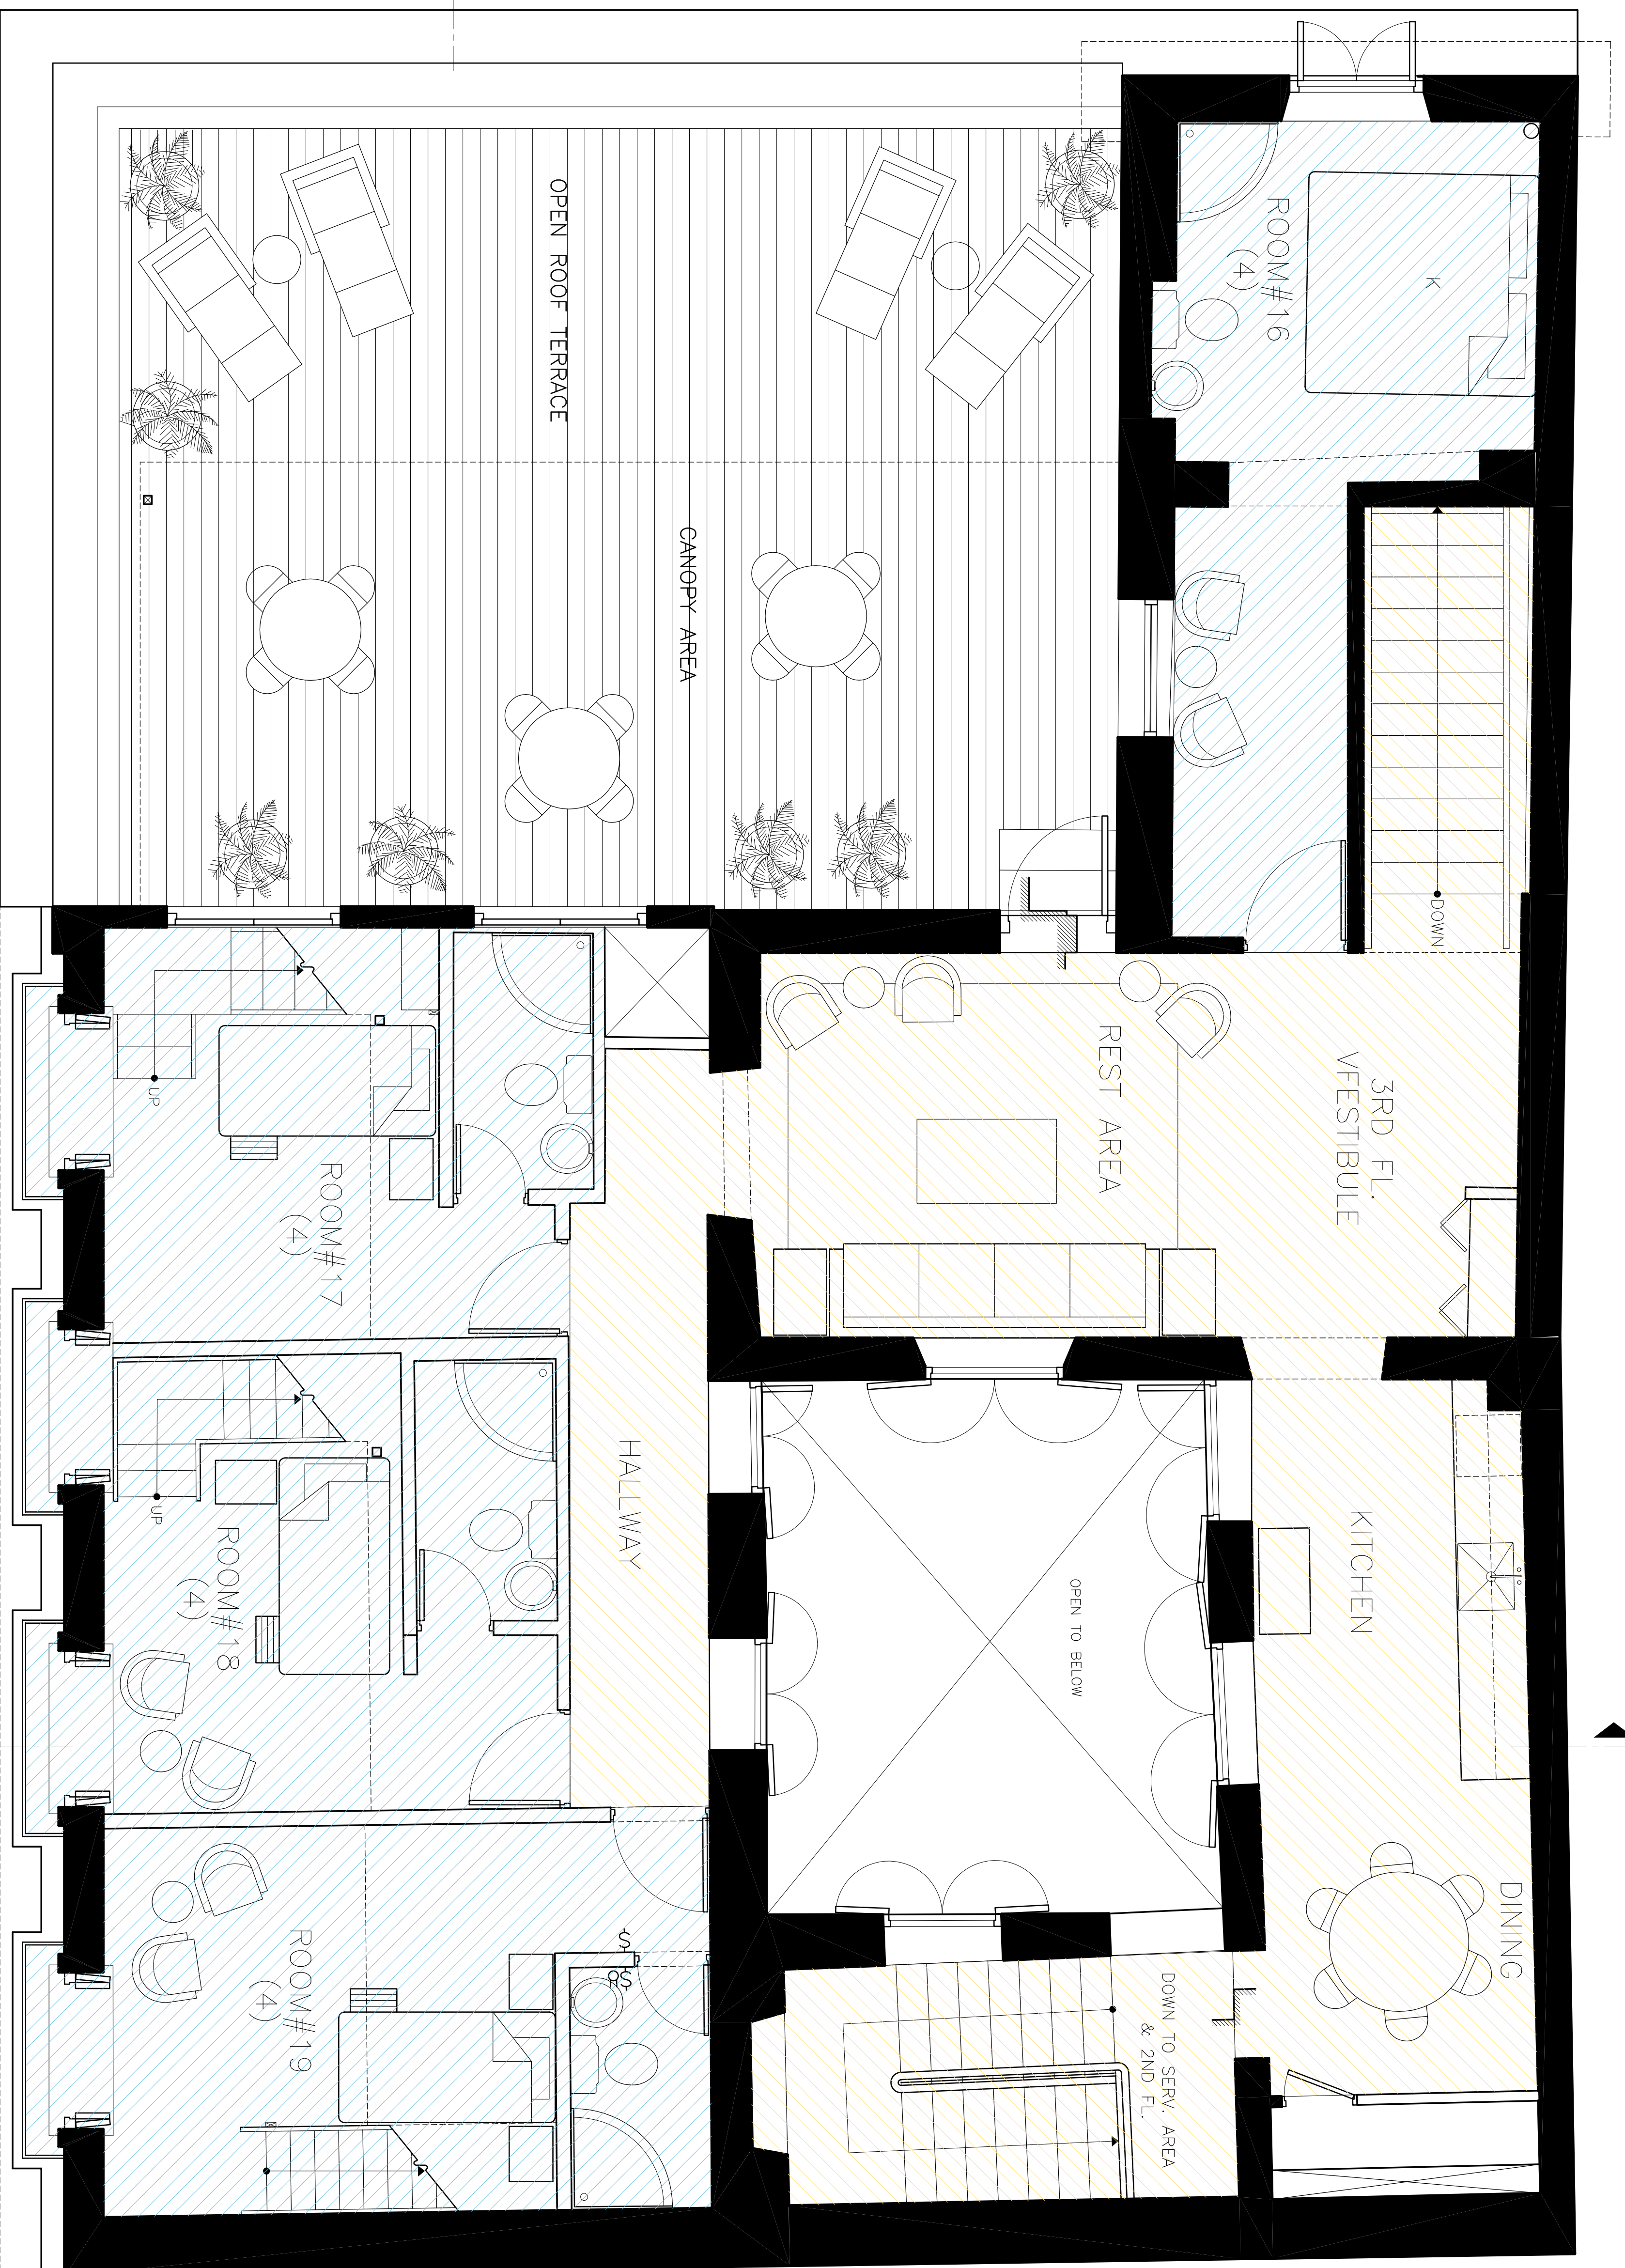 OPEN ROOF TERRACE
CANOPY AREA
ROOM#16
(4)
K
DOWN
REST AREA
3RD FL.
VFESTIBULE
UP
ROOM#17
(4)
HALLWAY
UP
ROOM#18
(4)
OPEN TO BELOW
KITCHEN
DINING
DOWN TO SERV. AREA
& 2ND FL.
ROOM#19
(4)
$
$